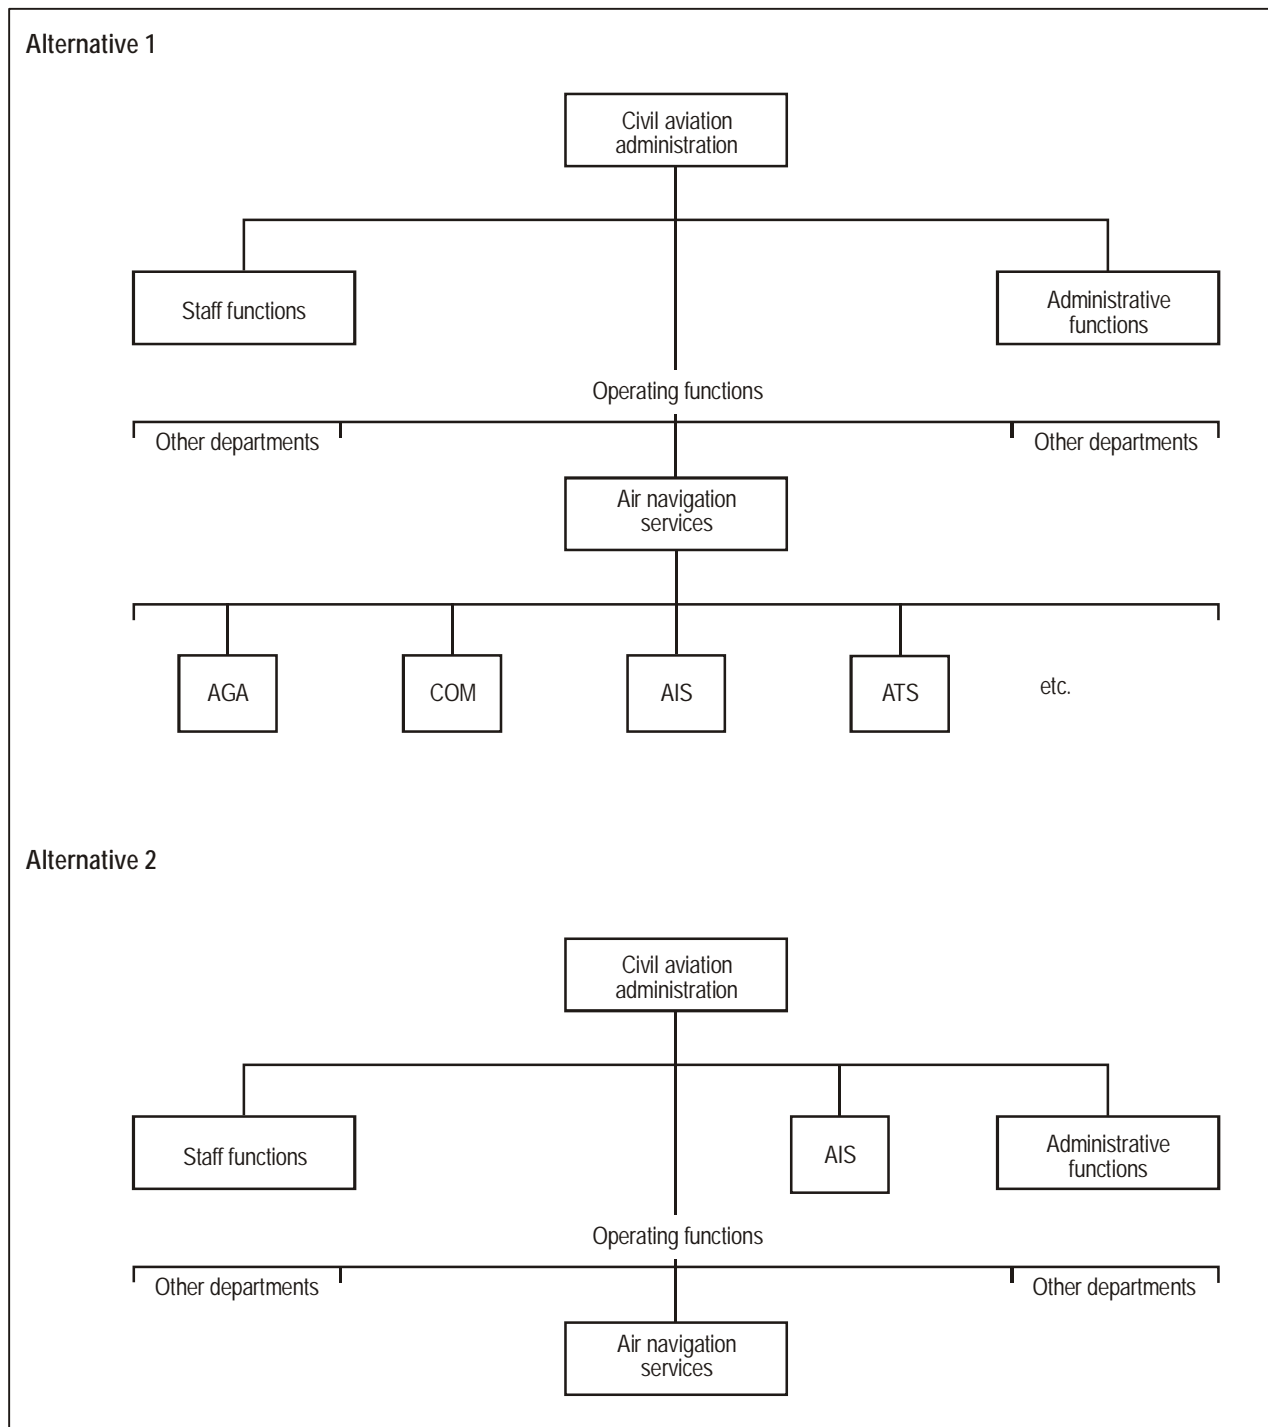 Alternative 1
Civil aviation
administration
Staff functions
Administrative
functions
Operating functions
Other departments
Other departments
Air navigation
services
AGA
COM
AIS
ATS
etc.
Alternative 2
Civil aviation
administration
Staff functions
AIS
Administrative
functions
Operating functions
Other departments
Other departments
Air navigation
services